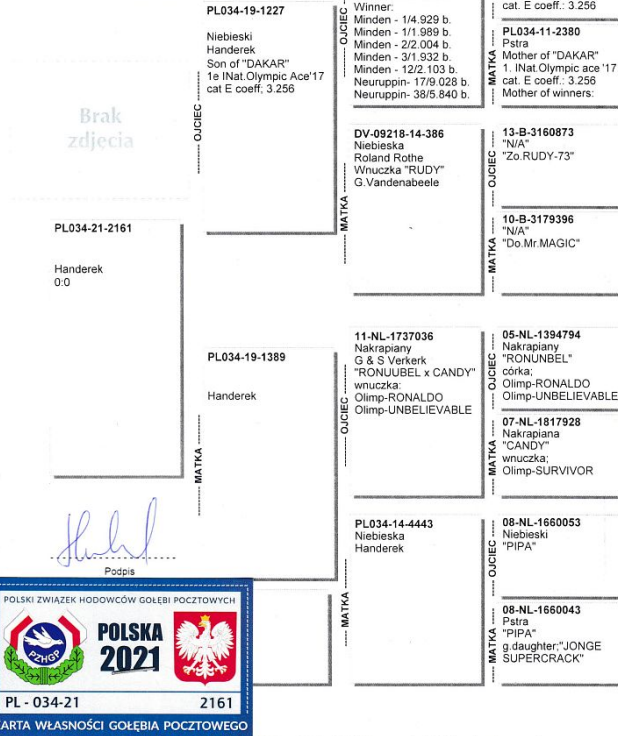 Brak
zdjęcia
PL034-21-2161
Handerek
0:0
Podpis
POLSKI ZWIĄZEK HODOWCÓW GOŁĘBI POCZTOWYCH
PZHGP
POLSKA
2021
PL - 034-21 2161
KARTA WŁASNOŚCI GOŁĘBIA POCZTOWEGO
OJCIEC
PL034-19-1227
Niebieski
Handerek
Son of "DAKAR"
1e INat.Olympic Ace'17
cat E coeff; 3.256
MATKA
PL034-19-1389
Handerek
OJCIEC
Winner:
Minden - 1/4.929 b.
Minden - 1/1.989 b.
Minden - 2/2.004 b.
Minden - 3/1.932 b.
Minden - 12/2.103 b.
Neuruppin- 17/9.028 b.
Neuruppin- 38/5.840 b.
MATKA
DV-09218-14-386
Niebieska
Roland Rothe
Wnuczka "RUDY"
G.Vandenabeele
OJCIEC
11-NL-1737036
Nakrapiany
G & S Verkerk
"RONUUBEL x CANDY"
wnuczka:
Olimp-RONALDO
Olimp-UNBELIEVABLE
MATKA
PL034-14-4443
Niebieska
Handerek
cat. E coeff.: 3.256
MATKA
PL034-11-2380
Pstra
Mother of "DAKAR"
1. INat.Olympic ace '17
cat. E coeff.: 3.256
Mother of winners:
OJCIEC
13-B-3160873
"N/A"
"Zo.RUDY-73"
MATKA
10-B-3179396
"N/A"
"Do.Mr.MAGIC"
OJCIEC
05-NL-1394794
Nakrapiany
"RONUNBEL"
córka;
Olimp-RONALDO
Olimp-UNBELIEVABLE
MATKA
07-NL-1817928
Nakrapiana
"CANDY"
wnuczka;
Olimp-SURVIVOR
OJCIEC
08-NL-1660053
Niebieski
"PIPA"
MATKA
08-NL-1660043
Pstra
"PIPA"
g.daughter;"JONGE
SUPERCRACK"